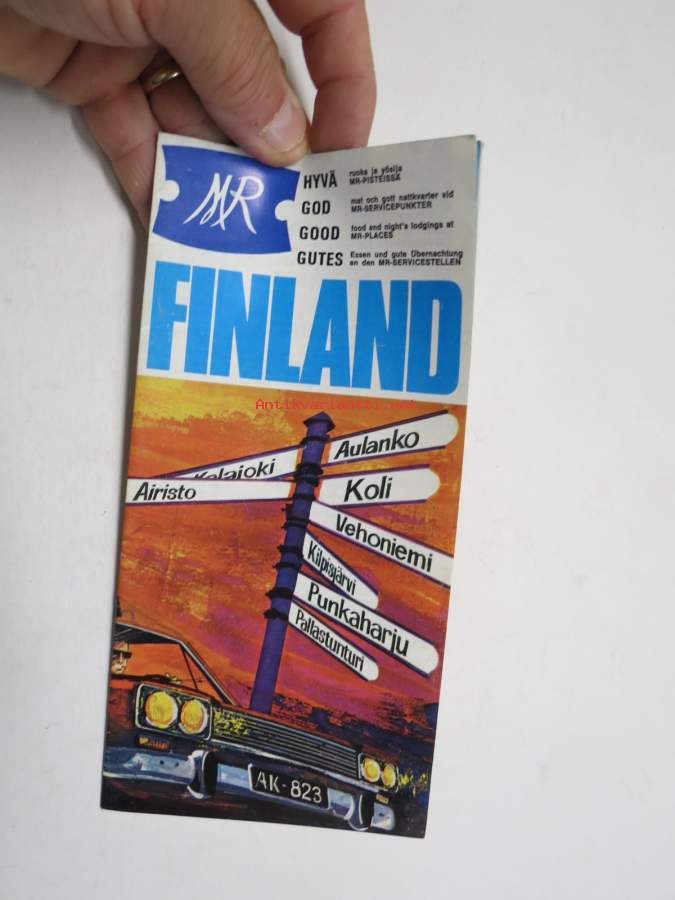 MR
HYVÄ ruoka ja yösija
MR-PISTEISSÄ
GOD mat och gott nattkvarter vid
MR-SERVICEPUNKTER
GOOD food and night's lodgings at
MR-PLACES
GUTES Essen und gute Übernachtung
an den MR-SERVICESTELLEN
FINLAND
Antikvariaatti.net
Aulanko
Kalajoki
Airisto
Koli
Vehoniemi
Kilpisjärvi
Punkaharju
Pallastunturi
AK-823